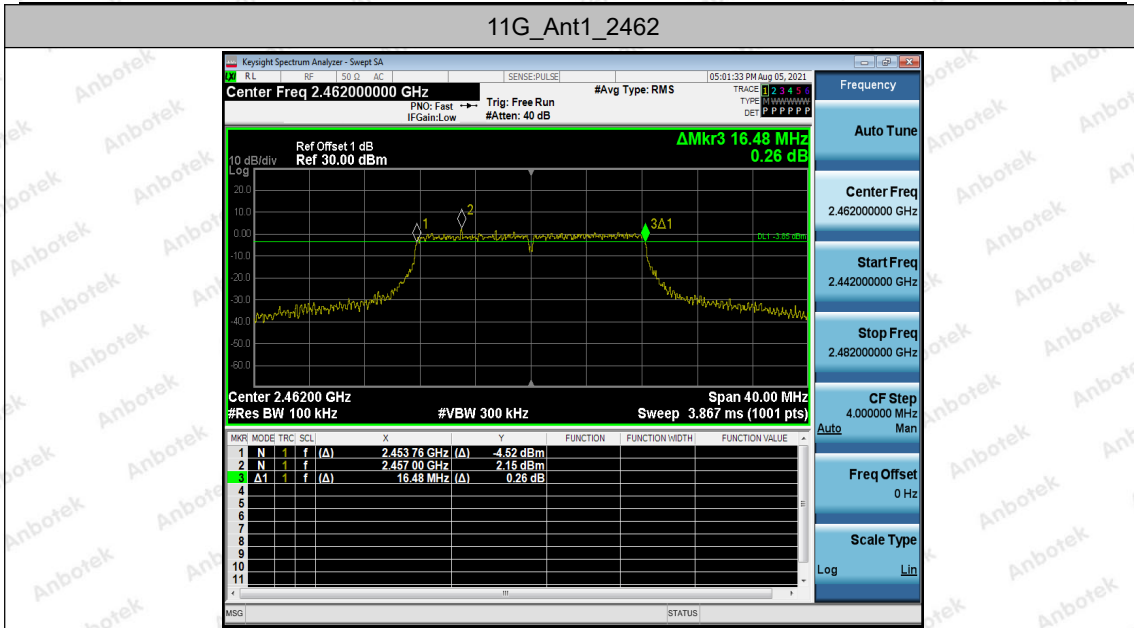 11G_Ant1_2462
Keysight Spectrum Analyzer - Swept SA
LXI RL RF 50 Ω AC SENSE:PULSE 05:01:33 PM Aug 05, 2021
Center Freq 2.462000000 GHz #Avg Type: RMS TRACE 1 2 3 4 5 6
PNO: Fast Trig: Free Run TYPE M WWWWW
IFGain:Low #Atten: 40 dB DET P P P P P P
ΔMkr3 16.48 MHz
0.26 dB
Ref Offset 1 dB
10 dB/div Ref 30.00 dBm
Log
20.0
10.0
0.00
-10.0
-20.0
-30.0
-40.0
-50.0
-60.0
1
2
3Δ1
DL1 -3.85 dBm
Center 2.46200 GHz Span 40.00 MHz
#Res BW 100 kHz #VBW 300 kHz Sweep 3.867 ms (1001 pts)
MKR MODE TRC SCL X Y FUNCTION FUNCTION WIDTH FUNCTION VALUE
1 N 1 f (Δ) 2.453 76 GHz (Δ) -4.52 dBm
2 N 1 f 2.457 00 GHz 2.15 dBm
3 Δ1 1 f (Δ) 16.48 MHz (Δ) 0.26 dB
4
5
6
7
8
9
10
11
MSG STATUS
Frequency
Auto Tune
Center Freq
2.462000000 GHz
Start Freq
2.442000000 GHz
Stop Freq
2.482000000 GHz
CF Step
4.000000 MHz
Auto Man
Freq Offset
0 Hz
Scale Type
Log Lin
Anbotek